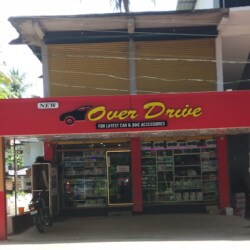 NEW
Over Drive
FOR LATEST CAR & BIKE ACCESSORIES